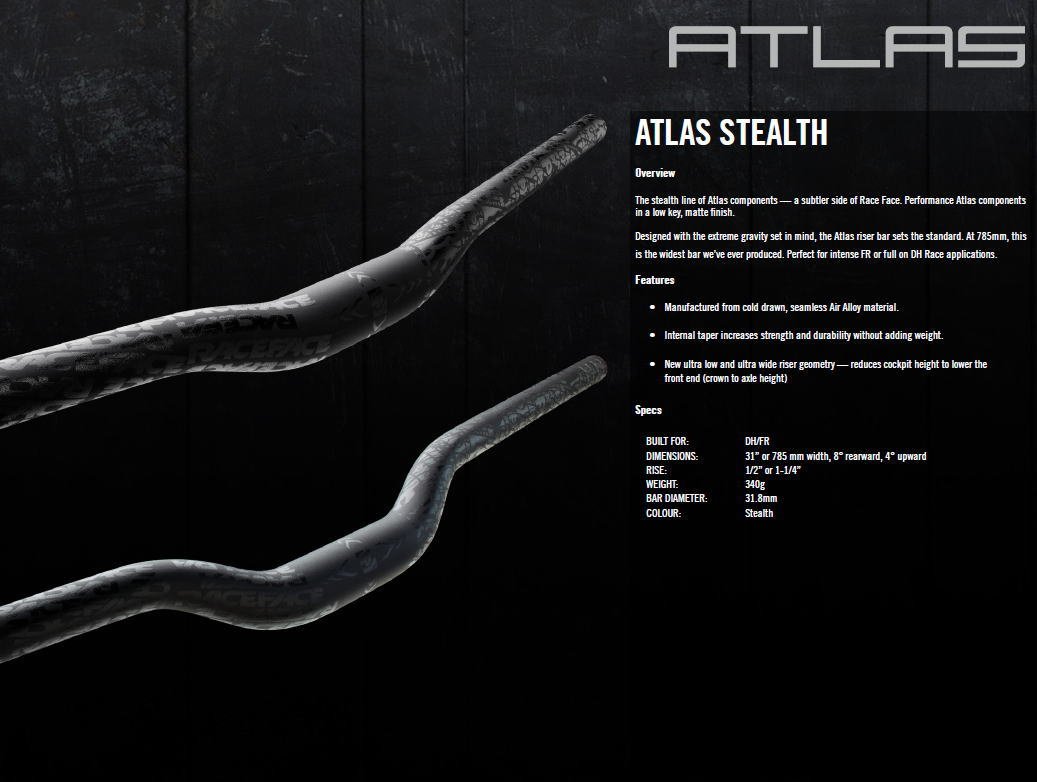 ATLAS
ATLAS STEALTH
Overview
The stealth line of Atlas components — a subtler side of Race Face. Performance Atlas components
in a low key, matte finish.
Designed with the extreme gravity set in mind, the Atlas riser bar sets the standard. At 785mm, this
is the widest bar we've ever produced. Perfect for intense FR or full on DH Race applications.
Features
• Manufactured from cold drawn, seamless Air Alloy material.
• Internal taper increases strength and durability without adding weight.
• New ultra low and ultra wide riser geometry — reduces cockpit height to lower the
front end (crown to axle height)
Specs
BUILT FOR: DH/FR
DIMENSIONS: 31" or 785 mm width, 8° rearward, 4° upward
RISE: 1/2" or 1-1/4"
WEIGHT: 340g
BAR DIAMETER: 31.8mm
COLOUR: Stealth
RACEFACE
RACEFACE
RACEFACE